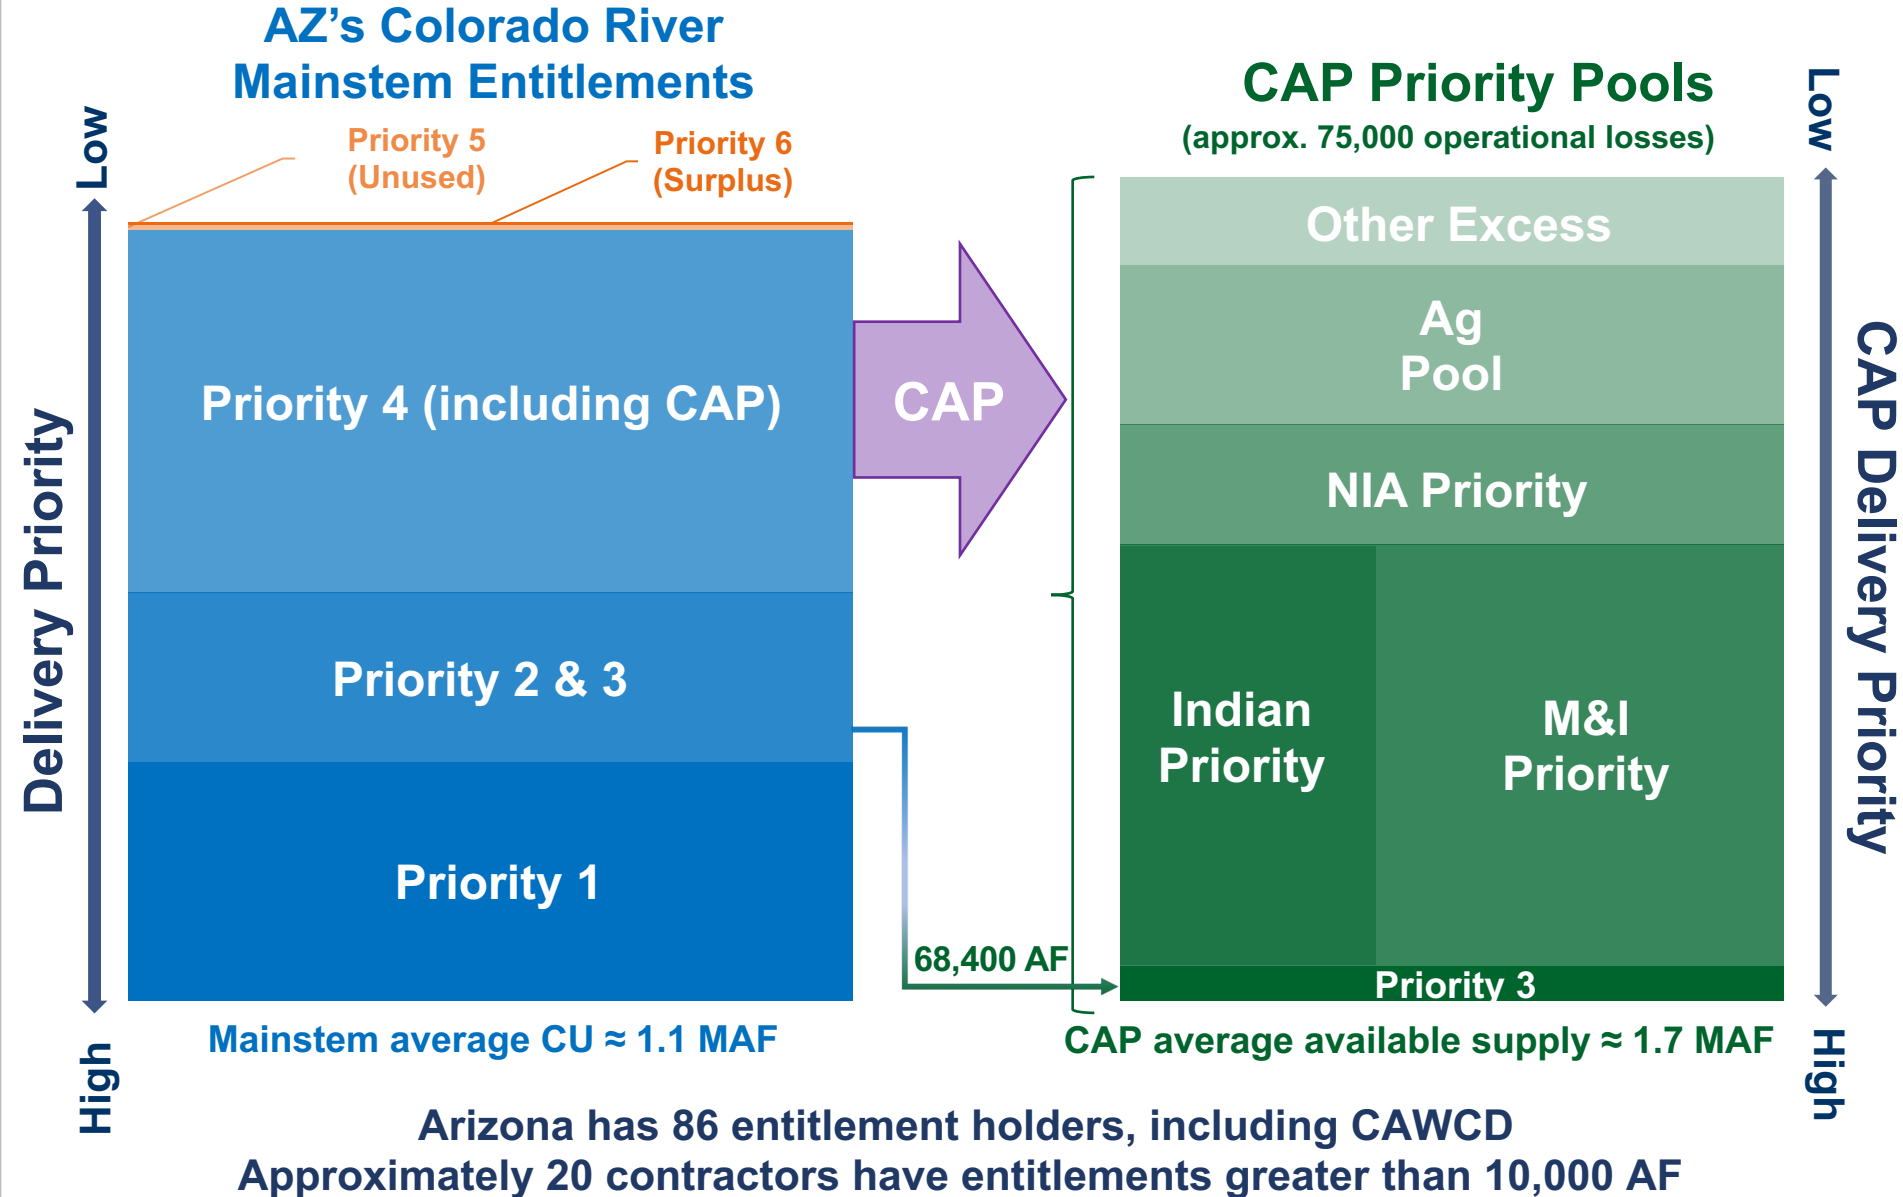 AZ’s Colorado River
Mainstem Entitlements
Priority 5
(Unused)
Priority 6
(Surplus)
Low
Delivery Priority
High
Priority 4 (including CAP)
Priority 2 & 3
Priority 1
Mainstem average CU ≈ 1.1 MAF
CAP
68,400 AF
CAP Priority Pools
(approx. 75,000 operational losses)
Other Excess
Ag
Pool
NIA Priority
Indian
Priority
M&I
Priority
Priority 3
CAP average available supply ≈ 1.7 MAF
Low
CAP Delivery Priority
High
Arizona has 86 entitlement holders, including CAWCD
Approximately 20 contractors have entitlements greater than 10,000 AF